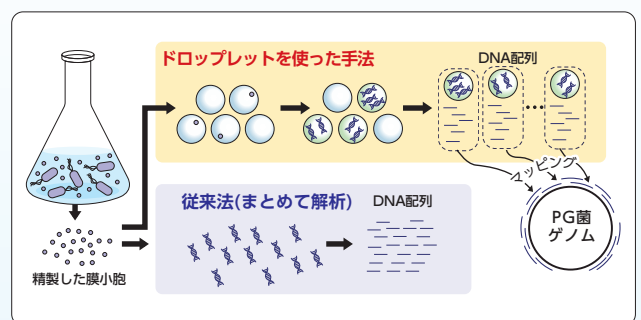 ドロップレットを使った手法
DNA配列
マッピング
従来法(まとめて解析)
DNA配列
PG菌
ゲノム
精製した膜小胞